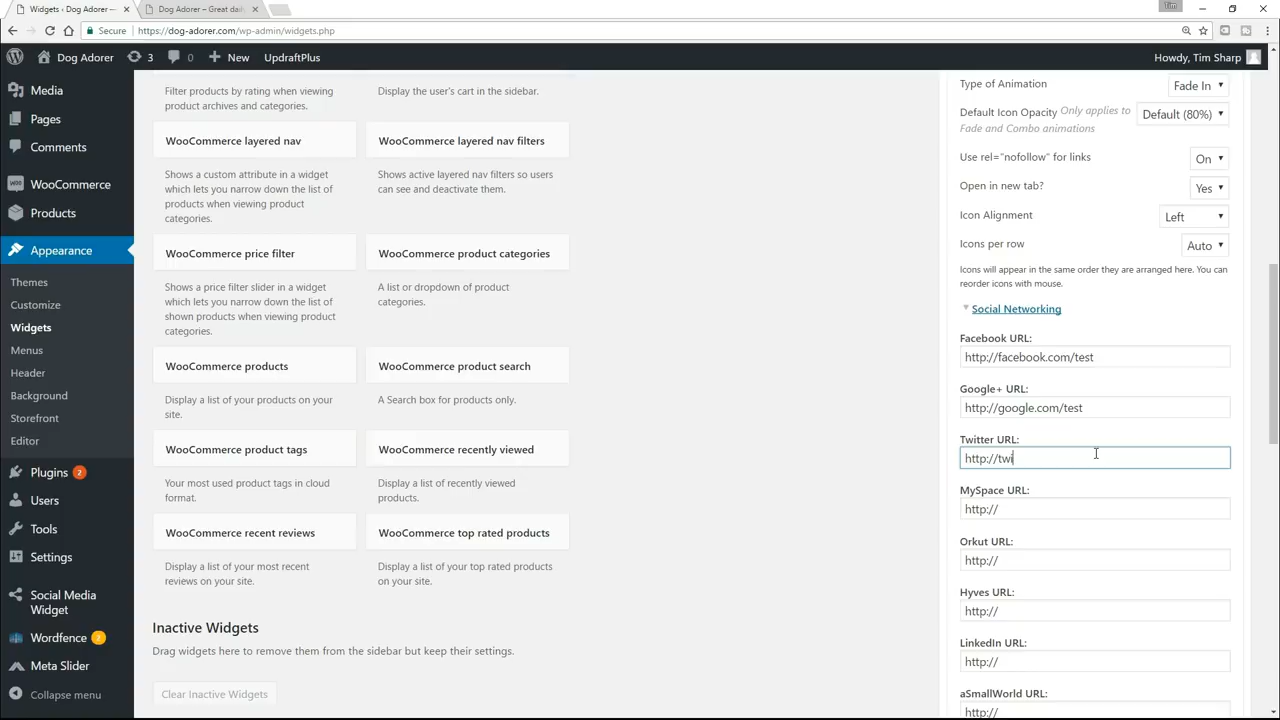 Widgets ‹ Dog Adorer —
Dog Adorer – Great dail
Tim
Secure
https://dog-adorer.com/wp-admin/widgets.php
Dog Adorer
3
0
New
UpdraftPlus
Howdy, Tim Sharp
Media
Pages
Comments
WooCommerce
Products
Appearance
Themes
Customize
Widgets
Menus
Header
Background
Storefront
Editor
Plugins 2
Users
Tools
Settings
Social Media
Widget
Wordfence 2
Meta Slider
Collapse menu
Filter products by rating when viewing
product archives and categories.
Display the user's cart in the sidebar.
WooCommerce layered nav
Shows a custom attribute in a widget
which lets you narrow down the list of
products when viewing product
categories.
WooCommerce layered nav filters
Shows active layered nav filters so users
can see and deactivate them.
WooCommerce price filter
Shows a price filter slider in a widget
which lets you narrow down the list of
shown products when viewing product
categories.
WooCommerce product categories
A list or dropdown of product
categories.
WooCommerce products
Display a list of your products on your
site.
WooCommerce product search
A Search box for products only.
WooCommerce product tags
Your most used product tags in cloud
format.
WooCommerce recently viewed
Display a list of recently viewed
products.
WooCommerce recent reviews
Display a list of your most recent
reviews on your site.
WooCommerce top rated products
Display a list of your top rated products
on your site.
Inactive Widgets
Drag widgets here to remove them from the sidebar but keep their settings.
Clear Inactive Widgets
Type of Animation
Fade In
Default Icon Opacity Only applies to
Fade and Combo animations
Default (80%)
Use rel="nofollow" for links
On
Open in new tab?
Yes
Icon Alignment
Left
Icons per row
Auto
Icons will appear in the same order they are arranged here. You can
reorder icons with mouse.
Social Networking
Facebook URL:
http://facebook.com/test
Google+ URL:
http://google.com/test
Twitter URL:
http://twi
MySpace URL:
http://
Orkut URL:
http://
Hyves URL:
http://
LinkedIn URL:
http://
aSmallWorld URL:
http://